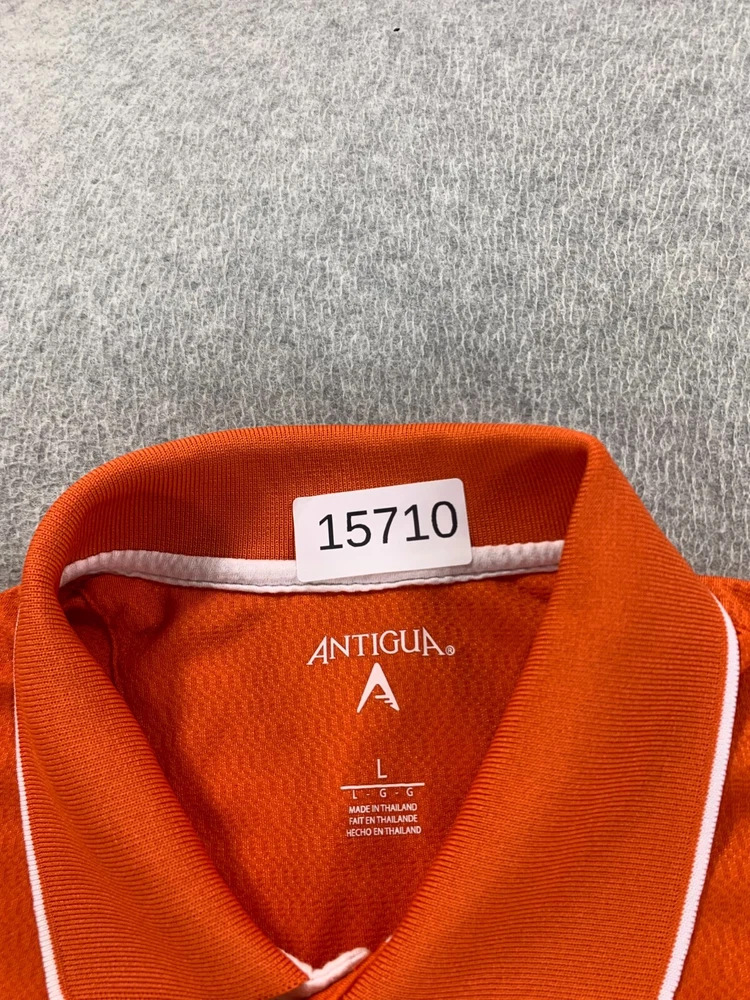 15710
ANTIGUA®
L
L - G - G
MADE IN THAILAND
FAIT EN THAILANDE
HECHO EN THAILAND